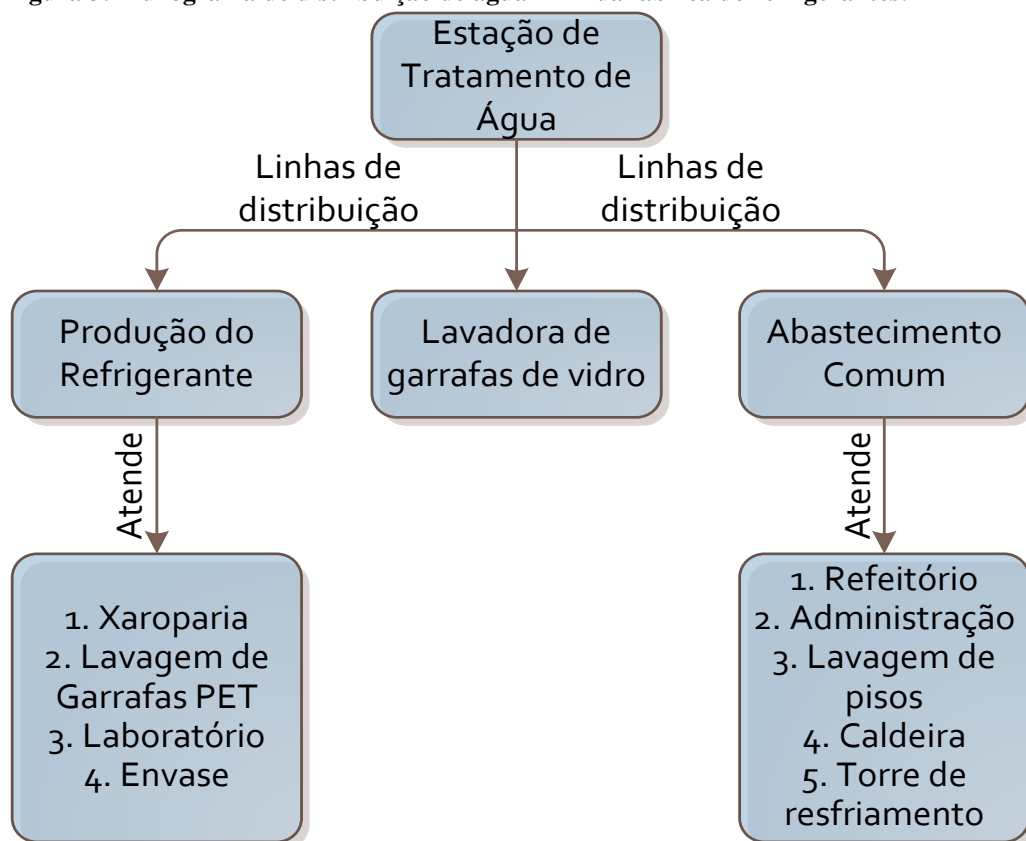 Estação de
Tratamento de
Água
Linhas de
distribuição
Linhas de
distribuição
Produção do
Refrigerante
Lavadora de
garrafas de vidro
Abastecimento
Comum
Atende
Atende
1. Xaroparia
2. Lavagem de
Garrafas PET
3. Laboratório
4. Envase
1. Refeitório
2. Administração
3. Lavagem de
pisos
4. Caldeira
5. Torre de
resfriamento